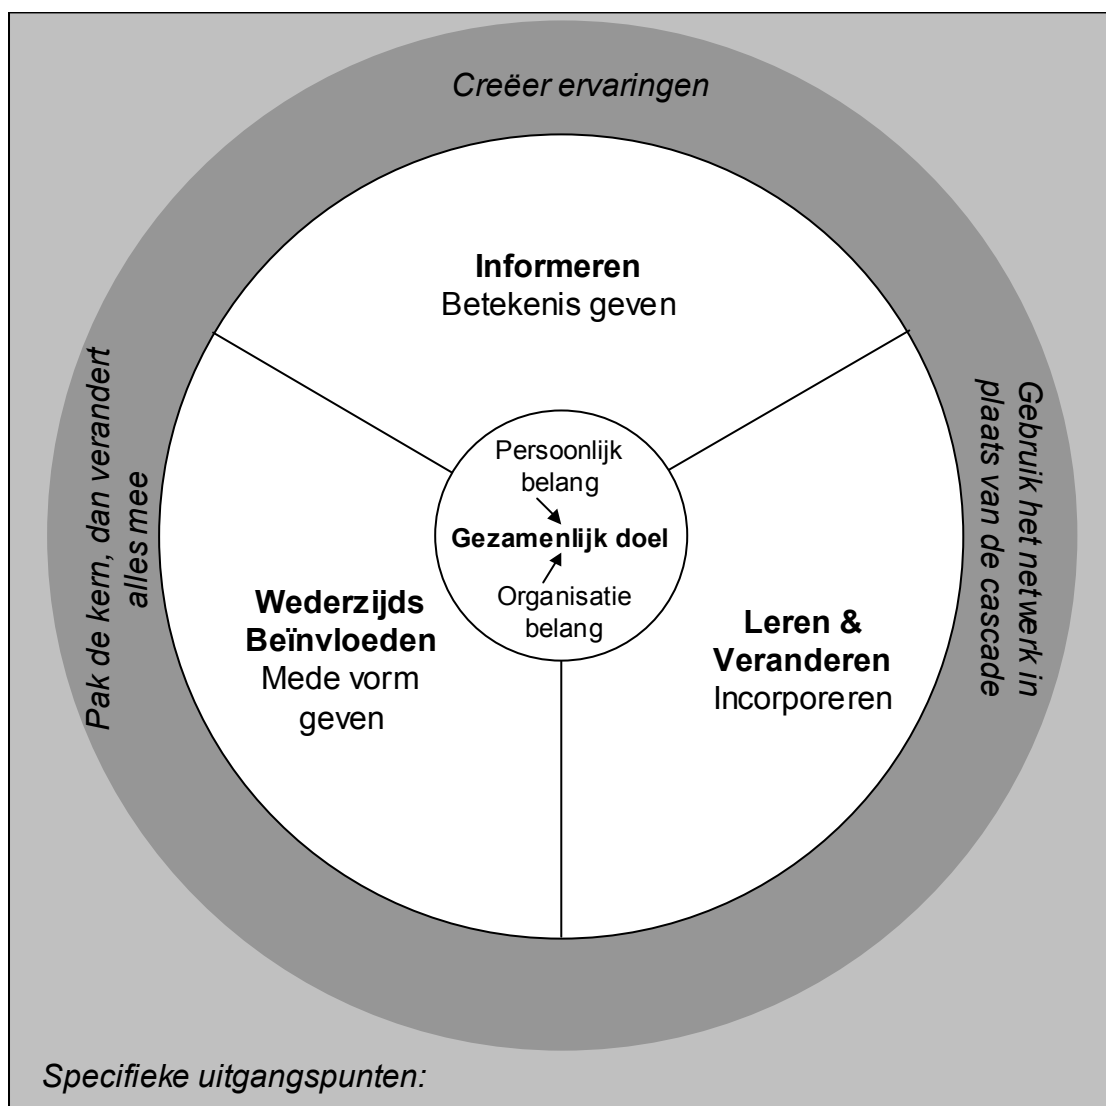 Creëer ervaringen
Informeren
Betekenis geven
Pak de kern, dan verandert
alles mee
Persoonlijk
belang
Gezamenlijk doel
Organisatie
belang
Gebruik het netwerk in
plaats van de cascade
Wederzijds
Beïnvloeden
Mede vorm
geven
Leren &
Veranderen
Incorporeren
Specifieke uitgangspunten: